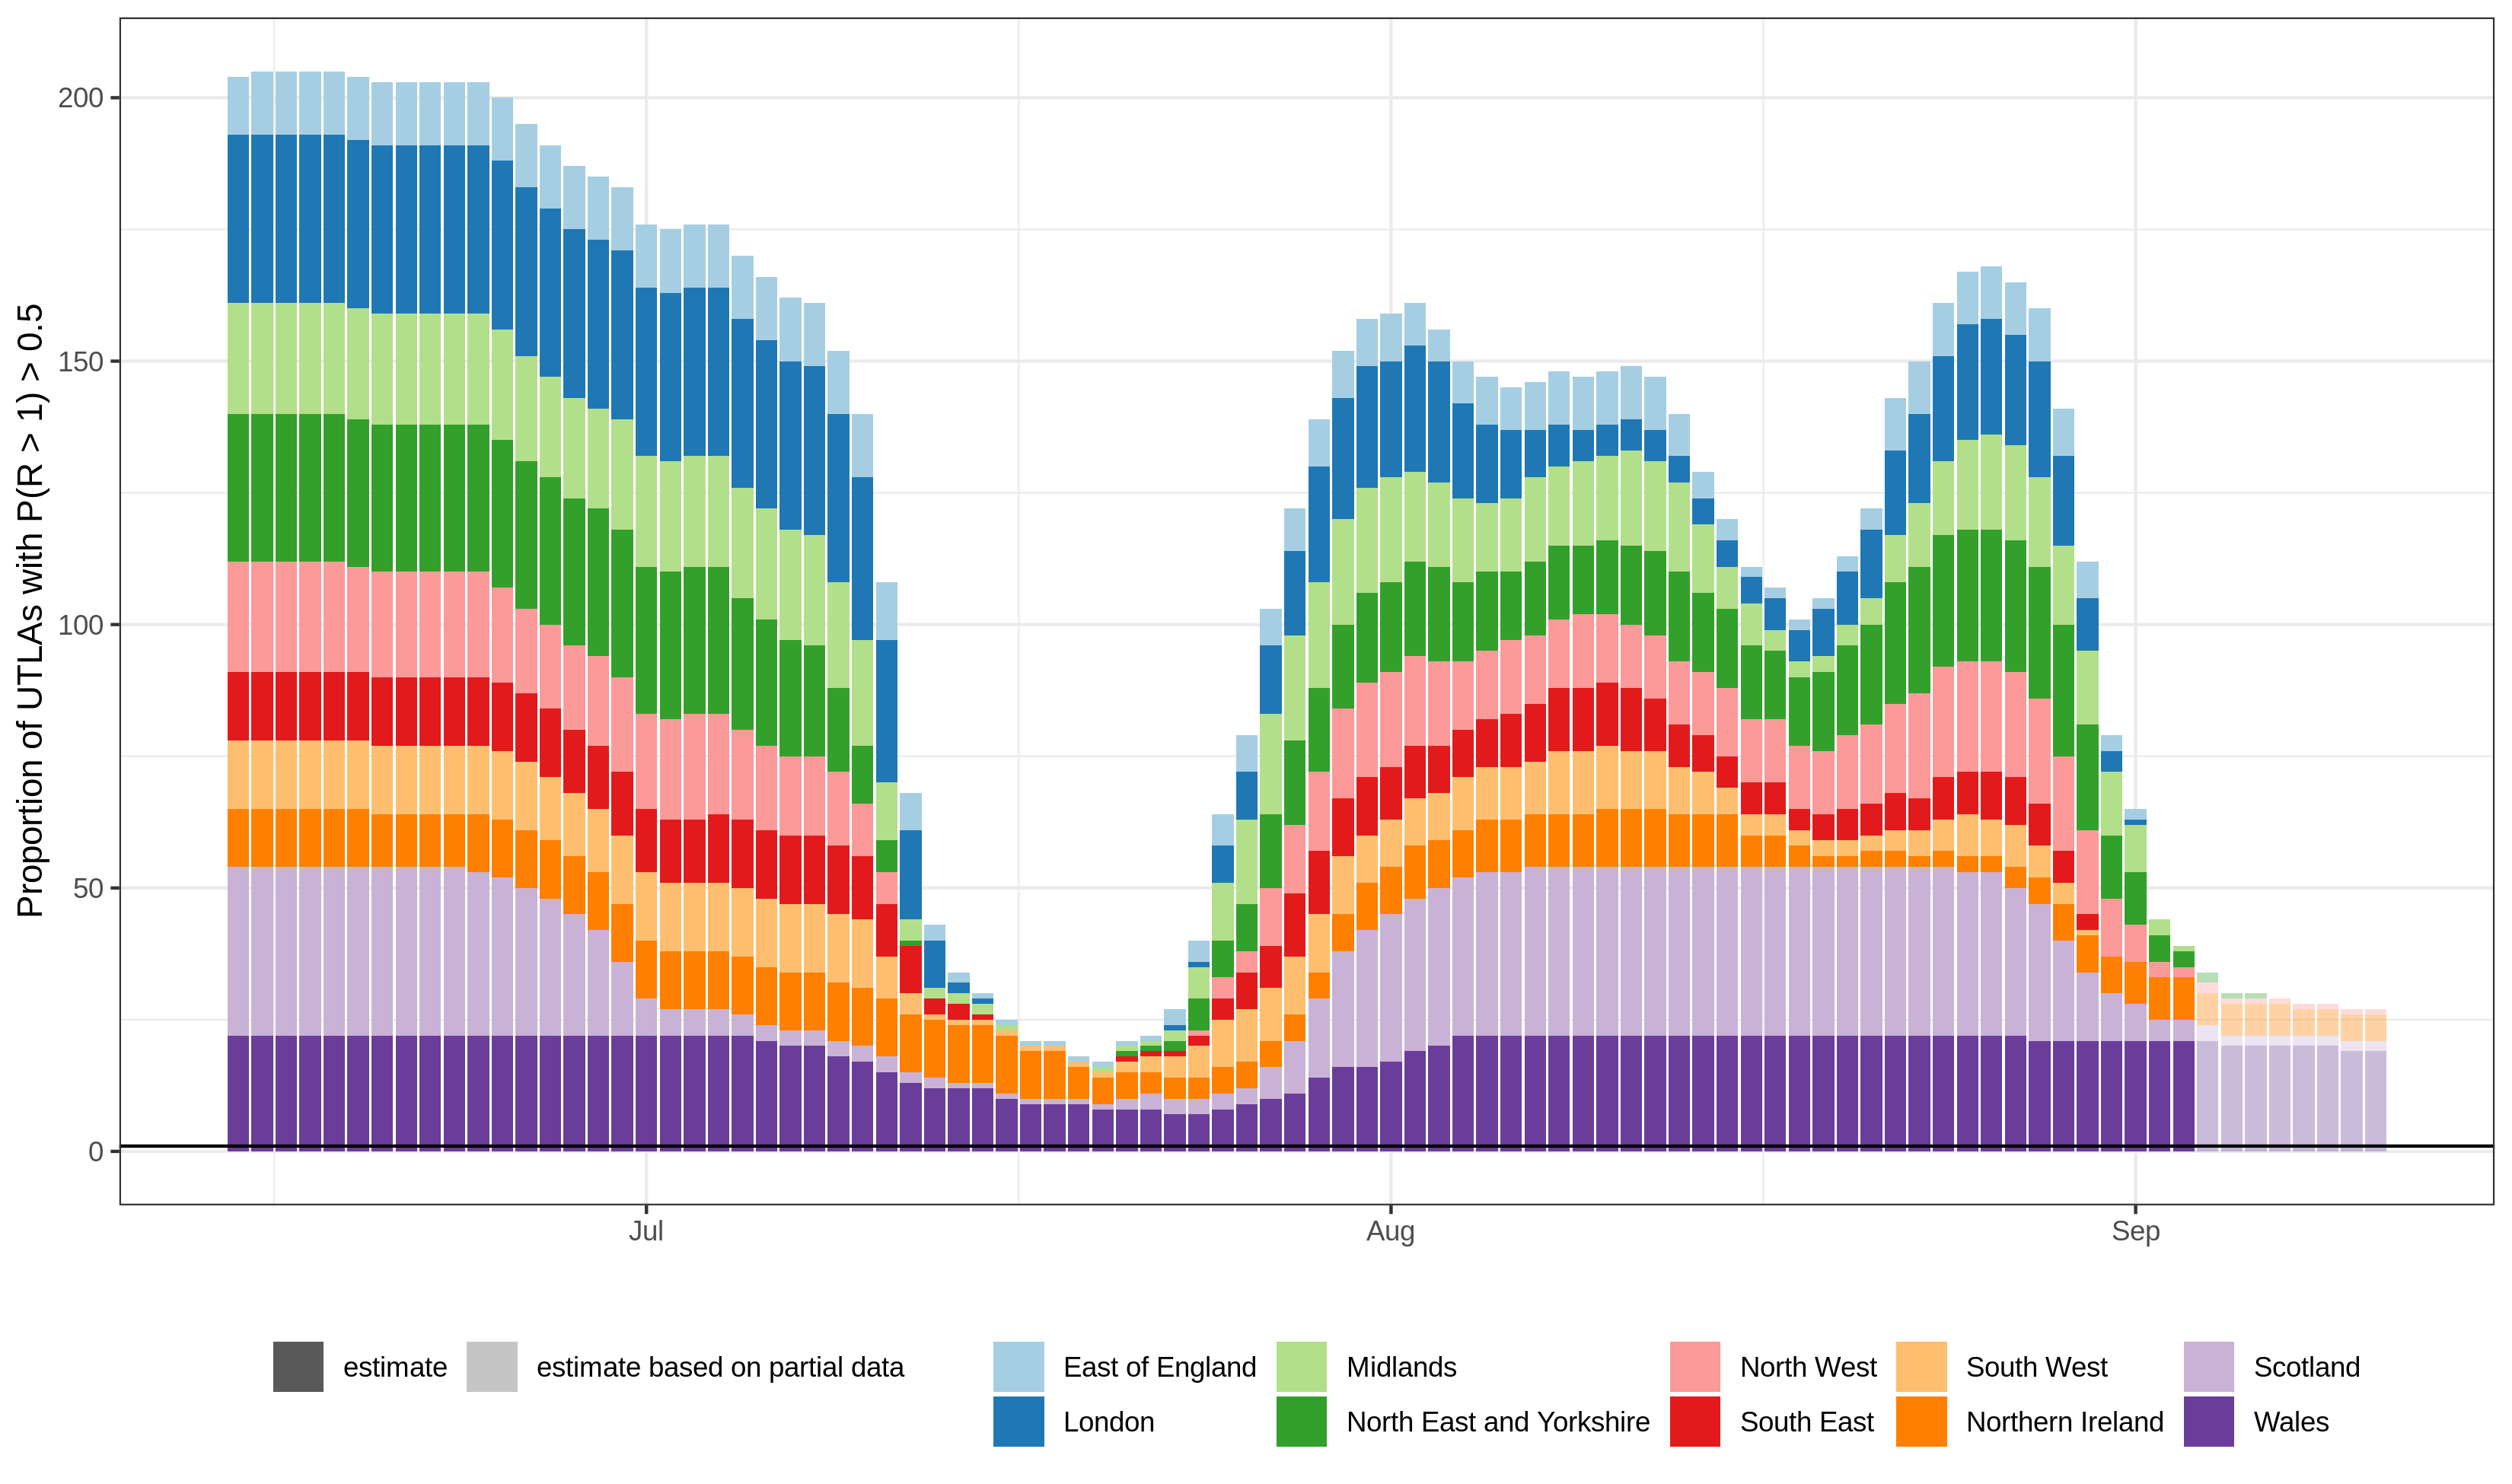 Proportion of UTLAs with P(R > 1) > 0.5
200
150
100
50
0
Jul Aug Sep
estimate estimate based on partial data East of England Midlands North West South West Scotland
London North East and Yorkshire South East Northern Ireland Wales